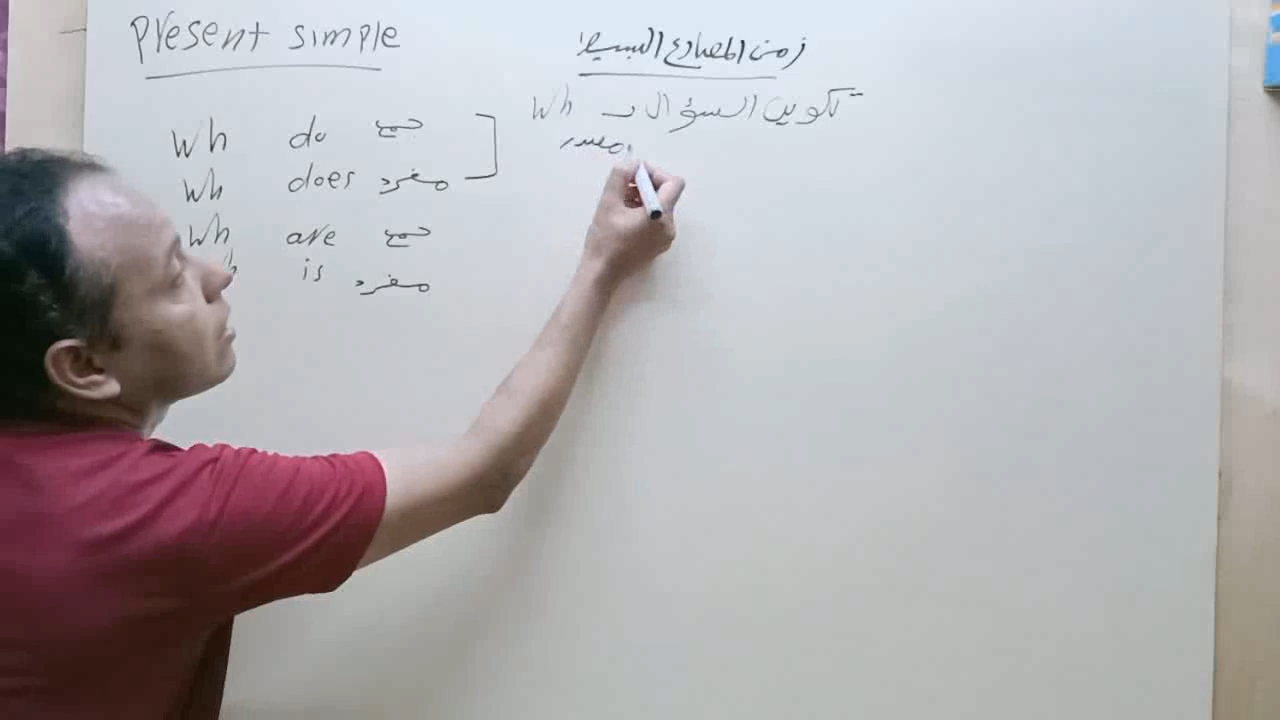 present simple
زمن المضارع البسيط
تكوين السؤال بـ Wh
مصدر
wh do جمع
wh does مفرد
wh are جمع
is مفرد